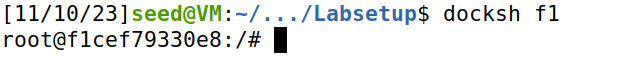 [11/10/23]seed@VM:~/.../Labsetup$ docksh f1
root@f1cef79330e8:/#